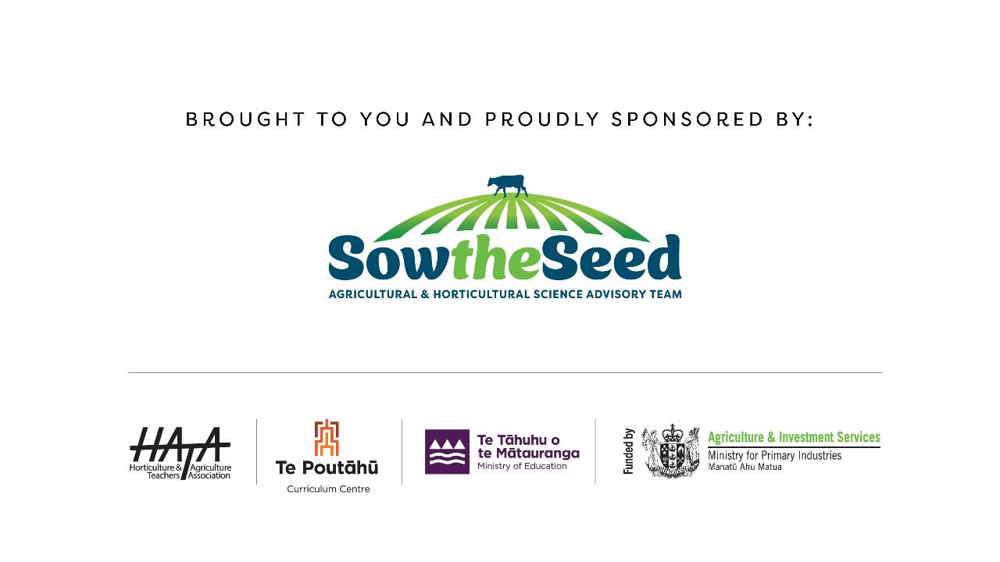 BROUGHT TO YOU AND PROUDLY SPONSORED BY:
SowtheSeed
AGRICULTURAL & HORTICULTURAL SCIENCE ADVISORY TEAM
HATA
Horticulture & Agriculture
Teachers Association
Te Poutāhū
Curriculum Centre
Te Tāhuhu o
te Mātauranga
Ministry of Education
Funded by
Agriculture & Investment Services
Ministry for Primary Industries
Manatū Ahu Matua